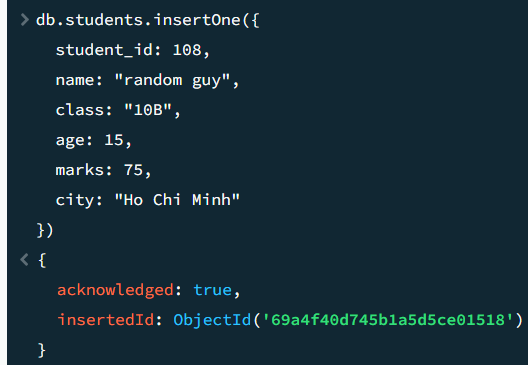 > db.students.insertOne({
student_id: 108,
name: "random guy",
class: "10B",
age: 15,
marks: 75,
city: "Ho Chi Minh"
})
< {
acknowledged: true,
insertedId: ObjectId('69a4f40d745b1a5d5ce01518')
}